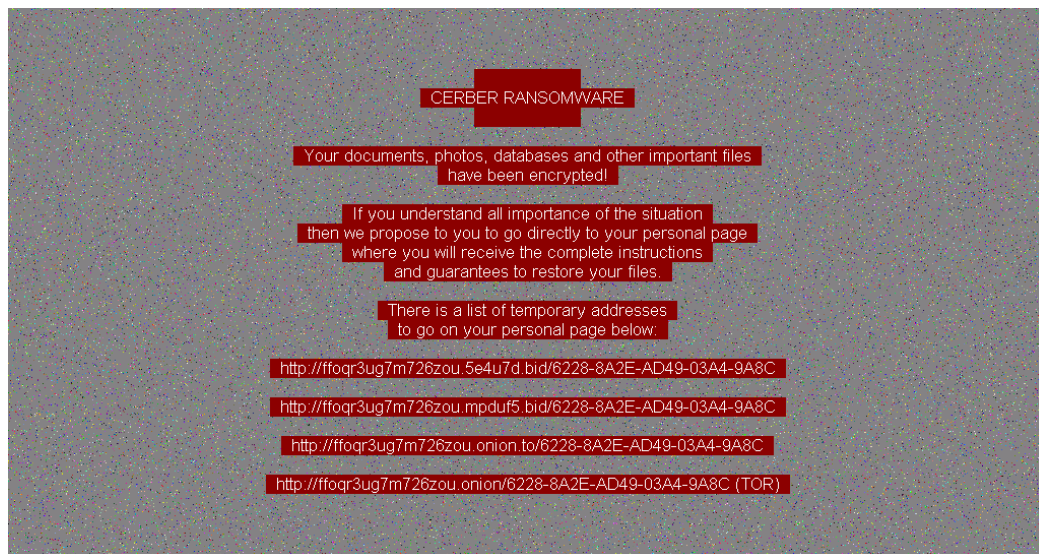 CERBER RANSOMWARE
Your documents, photos, databases and other important files
have been encrypted!
If you understand all importance of the situation
then we propose to you to go directly to your personal page
where you will receive the complete instructions
and guarantees to restore your files.
There is a list of temporary addresses
to go on your personal page below:
http://ffoqr3ug7m726zou.5e4u7d.bid/6228-8A2E-AD49-03A4-9A8C
http://ffoqr3ug7m726zou.mpduf5.bid/6228-8A2E-AD49-03A4-9A8C
http://ffoqr3ug7m726zou.onion.to/6228-8A2E-AD49-03A4-9A8C
http://ffoqr3ug7m726zou.onion/6228-8A2E-AD49-03A4-9A8C (TOR)